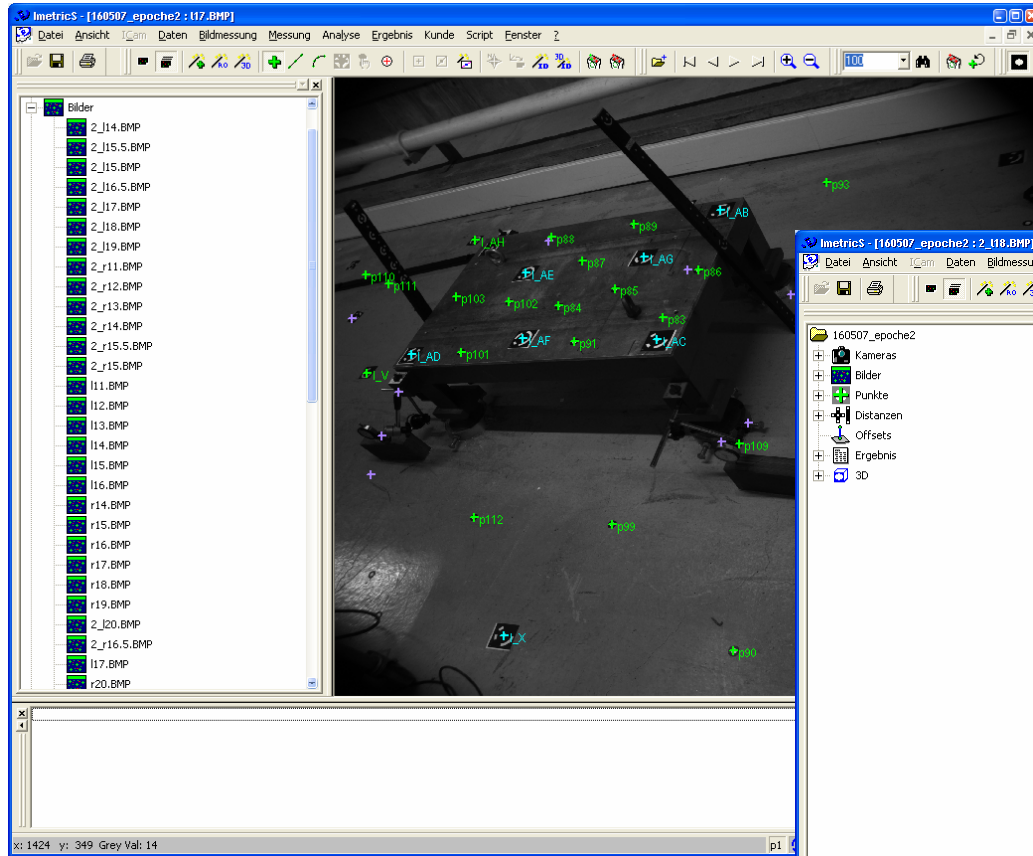 ImetricS - [160507_epoche2 : l17.BMP]
Datei Ansicht ICam Daten Bildmessung Messung Analyse Ergebnis Kunde Script Fenster ?
RO 3D ID 3D ID 100
Bilder
2_l14.BMP
2_l15.5.BMP
2_l15.BMP
2_l16.5.BMP
2_l17.BMP
2_l18.BMP
2_l19.BMP
2_r11.BMP
2_r12.BMP
2_r13.BMP
2_r14.BMP
2_r15.5.BMP
2_r15.BMP
l11.BMP
l12.BMP
l13.BMP
l14.BMP
l15.BMP
l16.BMP
r14.BMP
r15.BMP
r16.BMP
r17.BMP
r18.BMP
r19.BMP
2_l20.BMP
2_r16.5.BMP
l17.BMP
r20.BMP
p93
I_AB
p89
I_AH
p88
p87
I_AG
p86
p110
p111
I_AE
p103
p102
p84
p85
p83
I_AD
p101
I_AF
p91
I_AC
I_V
p109
p112
p99
I_X
p90
ImetricS - [160507_epoche2 : 2_l18.BMP]
Datei Ansicht ICam Daten Bildmessu
RO
160507_epoche2
Kameras
Bilder
Punkte
Distanzen
Offsets
Ergebnis
3D
x: 1424 y: 349 Grey Val: 14
p1